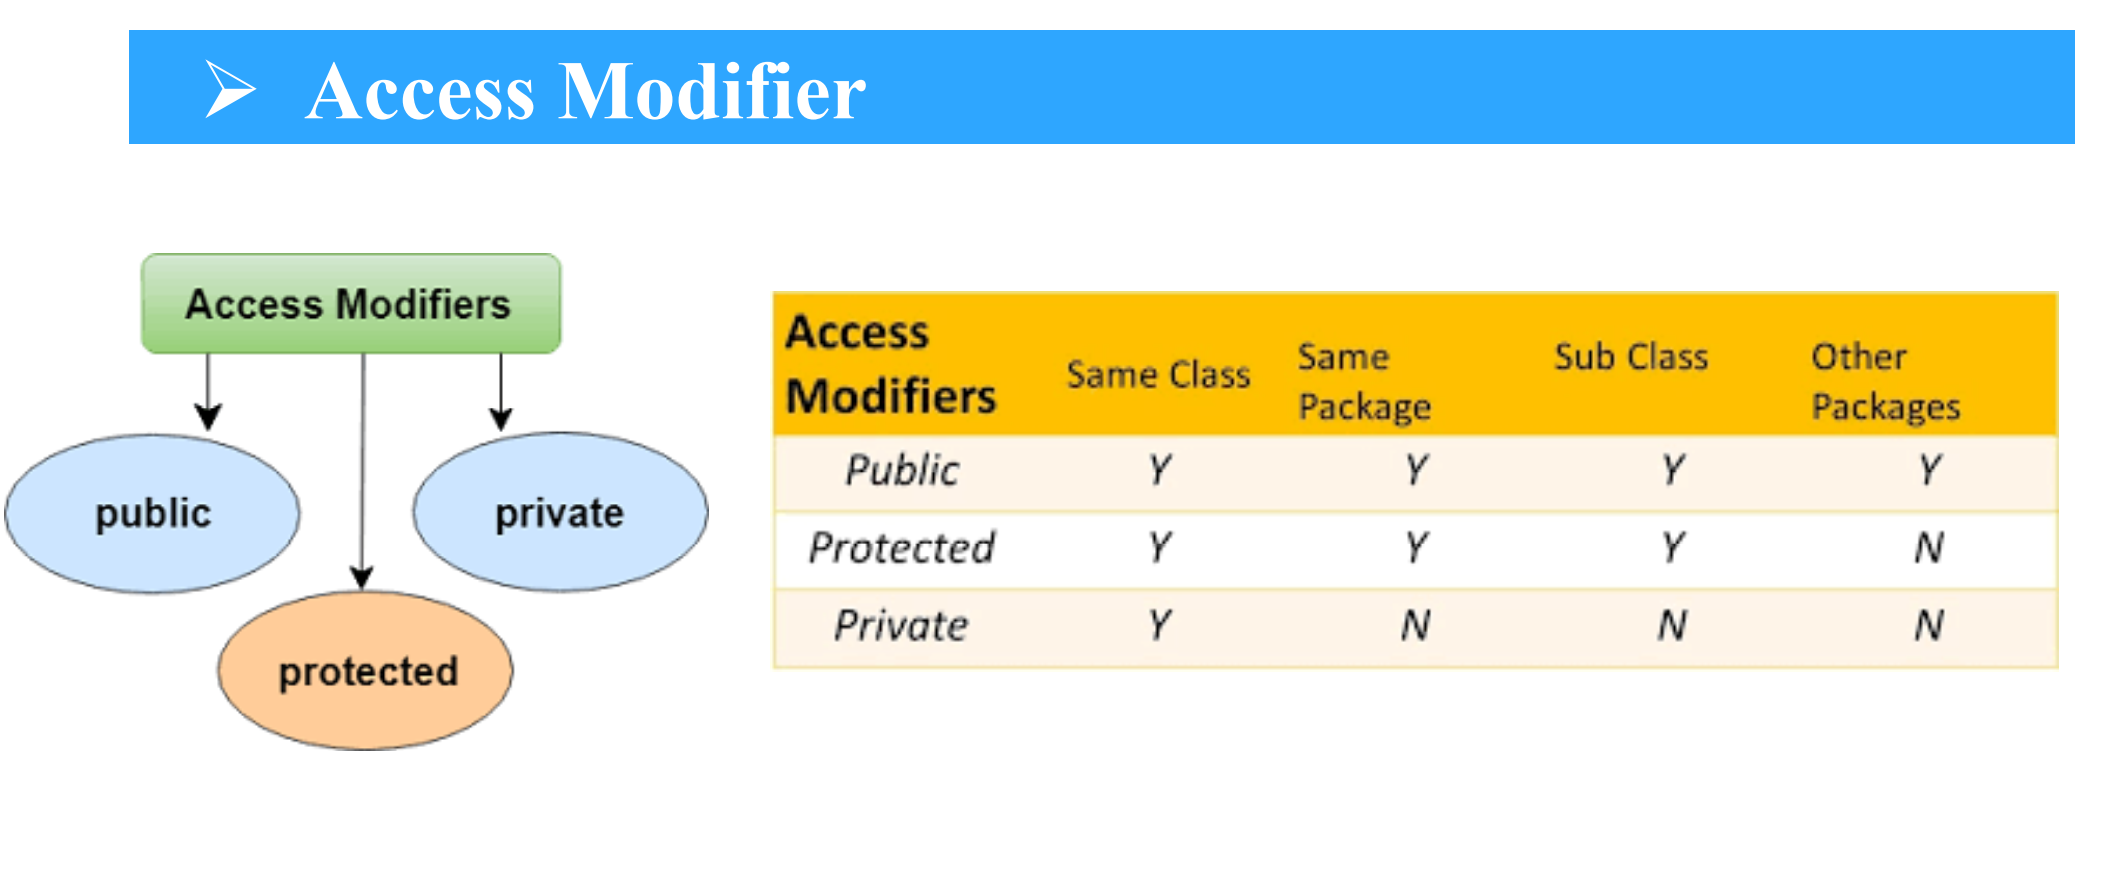 Access Modifier
Access Modifiers
public
private
protected
Access Modifiers Same Class Same Package Sub Class Other Packages
Public Y Y Y Y
Protected Y Y Y N
Private Y N N N